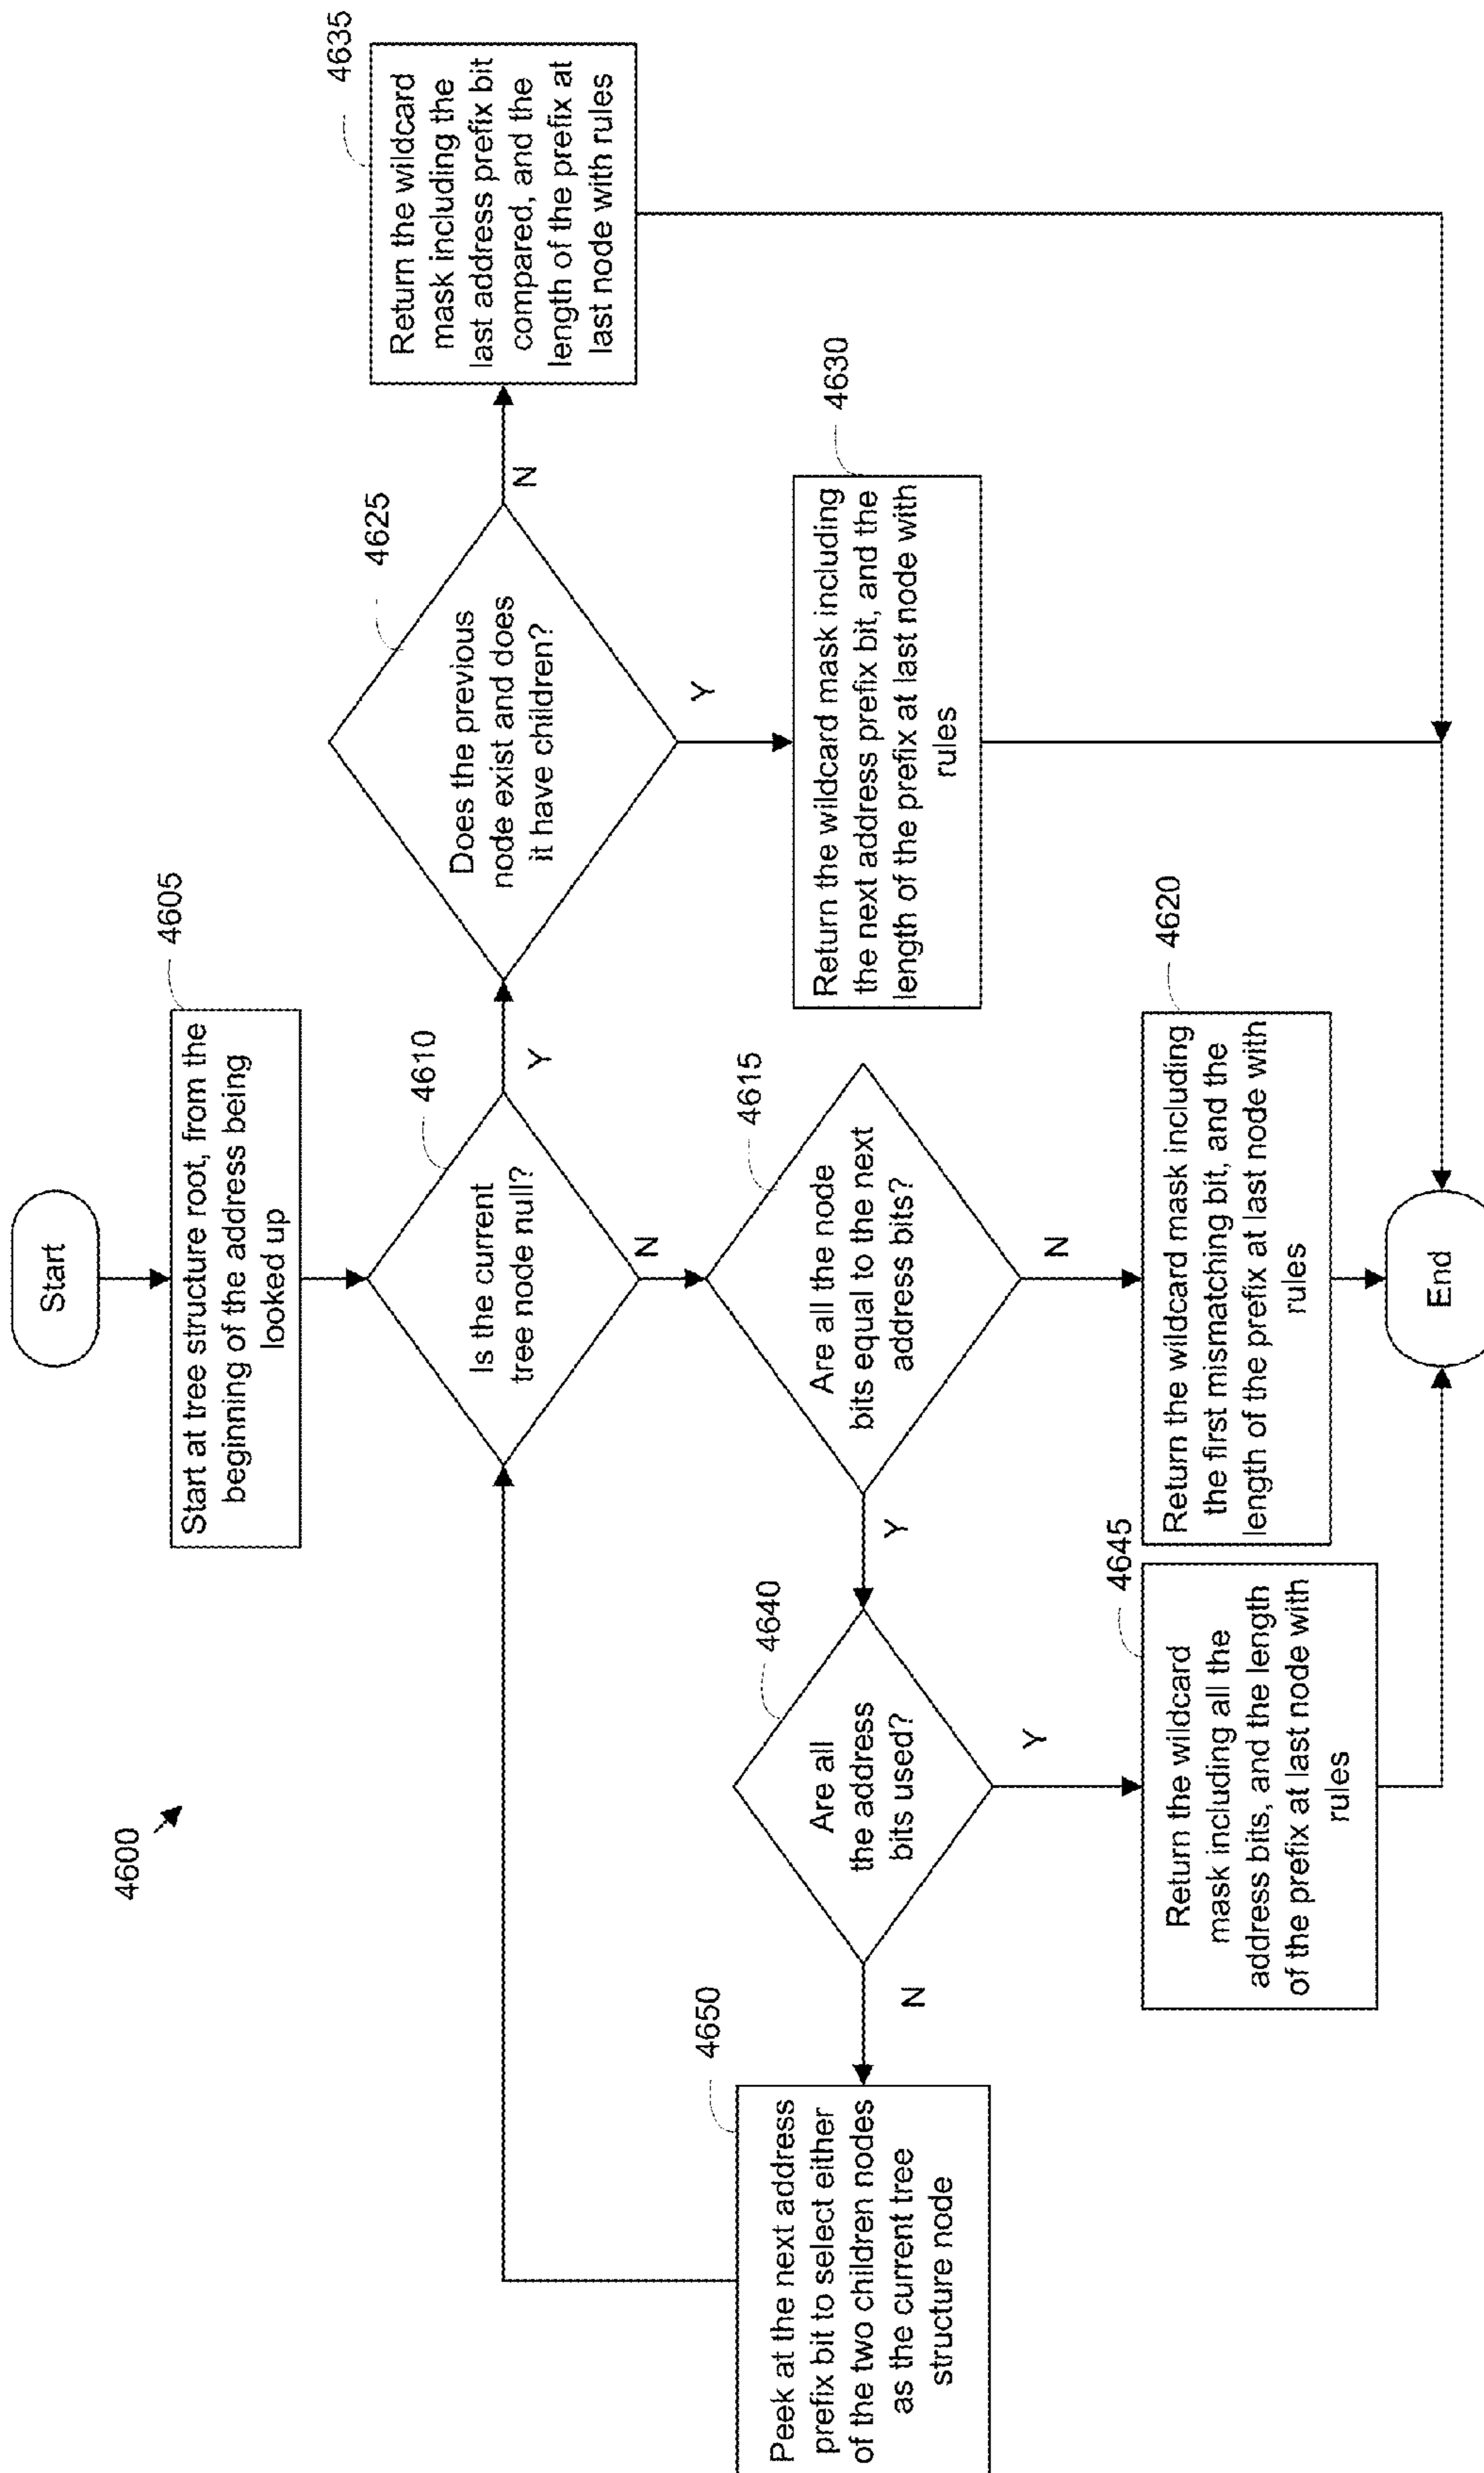 4600
Start
4605
Start at tree structure root, from the
beginning of the address being
looked up
4610
Is the current
tree node null?
Y
N
4625
Does the previous
node exist and does
it have children?
N
Y
4635
Return the wildcard
mask including the
last address prefix bit
compared, and the
length of the prefix at
last node with rules
4630
Return the wildcard mask including
the next address prefix bit, and the
length of the prefix at last node with
rules
4615
Are all the node
bits equal to the next
address bits?
Y
N
4620
Return the wildcard mask including
the first mismatching bit, and the
length of the prefix at last node with
rules
4640
Are all
the address
bits used?
N
Y
4645
Return the wildcard
mask including all the
address bits, and the length
of the prefix at last node with
rules
4650
Peek at the next address
prefix bit to select either
of the two children nodes
as the current tree
structure node
End